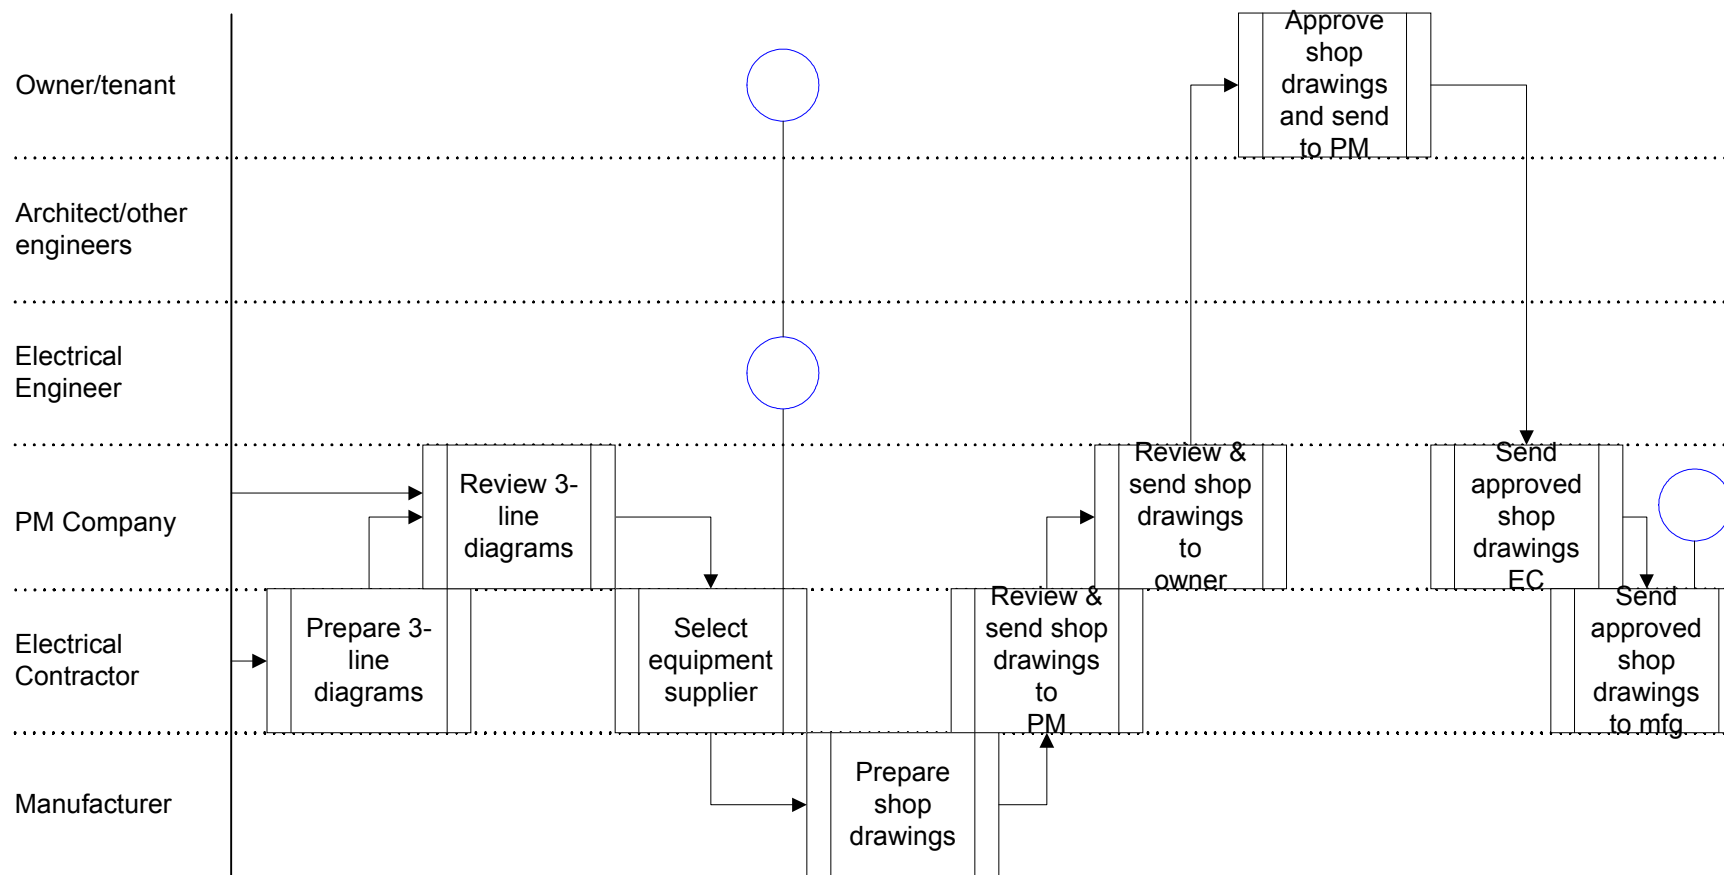 Owner/tenant
Architect/other
engineers
Electrical
Engineer
PM Company
Electrical
Contractor
Manufacturer
Prepare 3-
line
diagrams
Review 3-
line
diagrams
Select
equipment
supplier
Prepare
shop
drawings
Review &
send shop
drawings
to
PM
Review &
send shop
drawings
to
owner
Approve
shop
drawings
and send
to PM
Send
approved
shop
drawings
EC
Send
approved
shop
drawings
to mfg